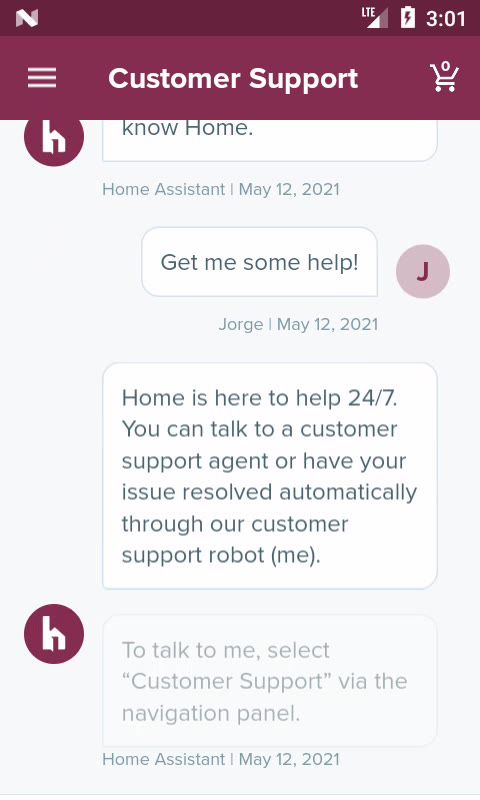 LTE
3:01
Customer Support
0
know Home.
h
Home Assistant | May 12, 2021
Get me some help!
J
Jorge | May 12, 2021
Home is here to help 24/7.
You can talk to a customer
support agent or have your
issue resolved automatically
through our customer
support robot (me).
h
To talk to me, select
“Customer Support” via the
navigation panel.
Home Assistant | May 12, 2021